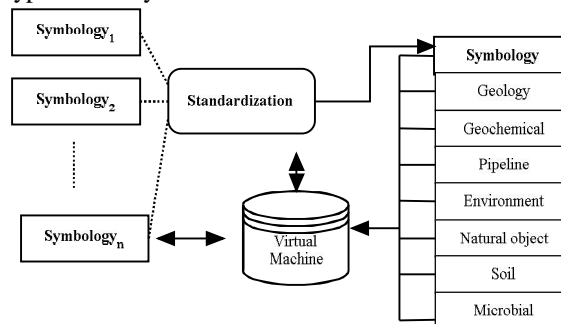 Symbology1
Symbology2
Symbologyn
Standardization
Virtual
Machine
Symbology
Geology
Geochemical
Pipeline
Environment
Natural object
Soil
Microbial